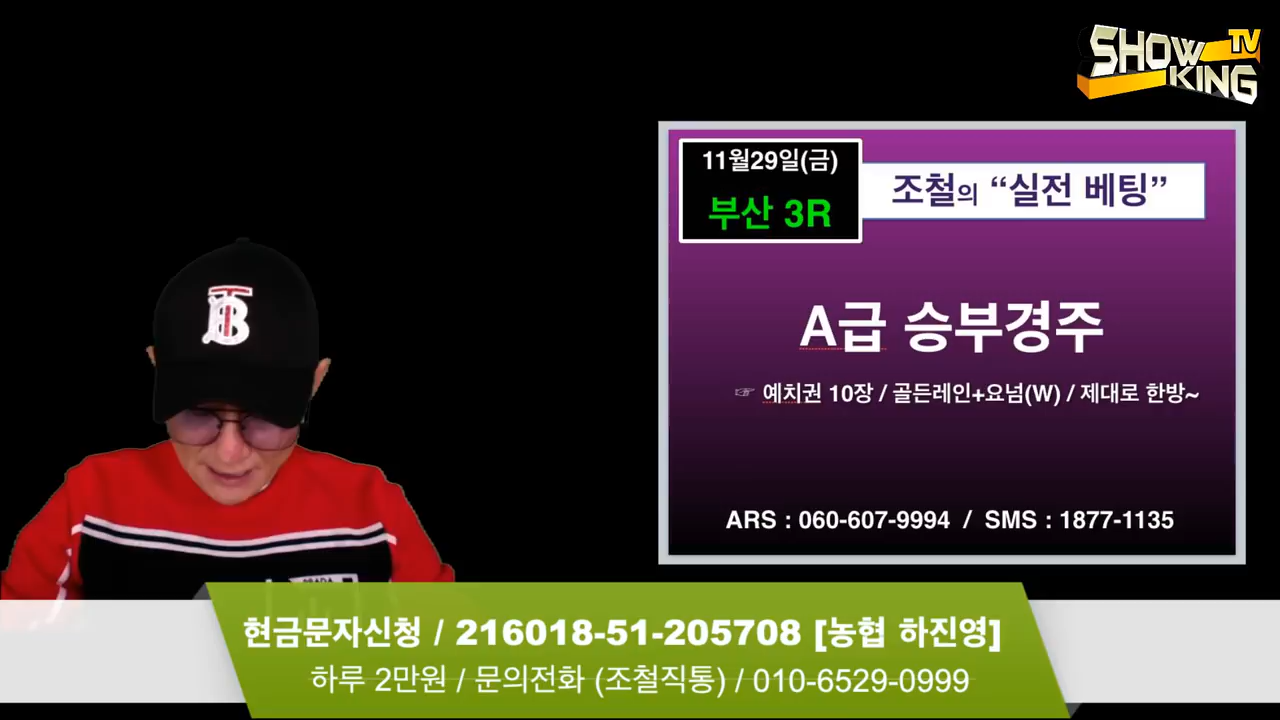 SHOW TV
KING
11월29일(금)
부산 3R
조철의 “실전 베팅”
A급 승부경주
☞ 예치권 10장 / 골든레인+요넘(W) / 제대로 한방~
ARS : 060-607-9994 / SMS : 1877-1135
TB
현금문자신청 / 216018-51-205708 [농협 하진영]
하루 2만원 / 문의전화 (조철직통) / 010-6529-0999